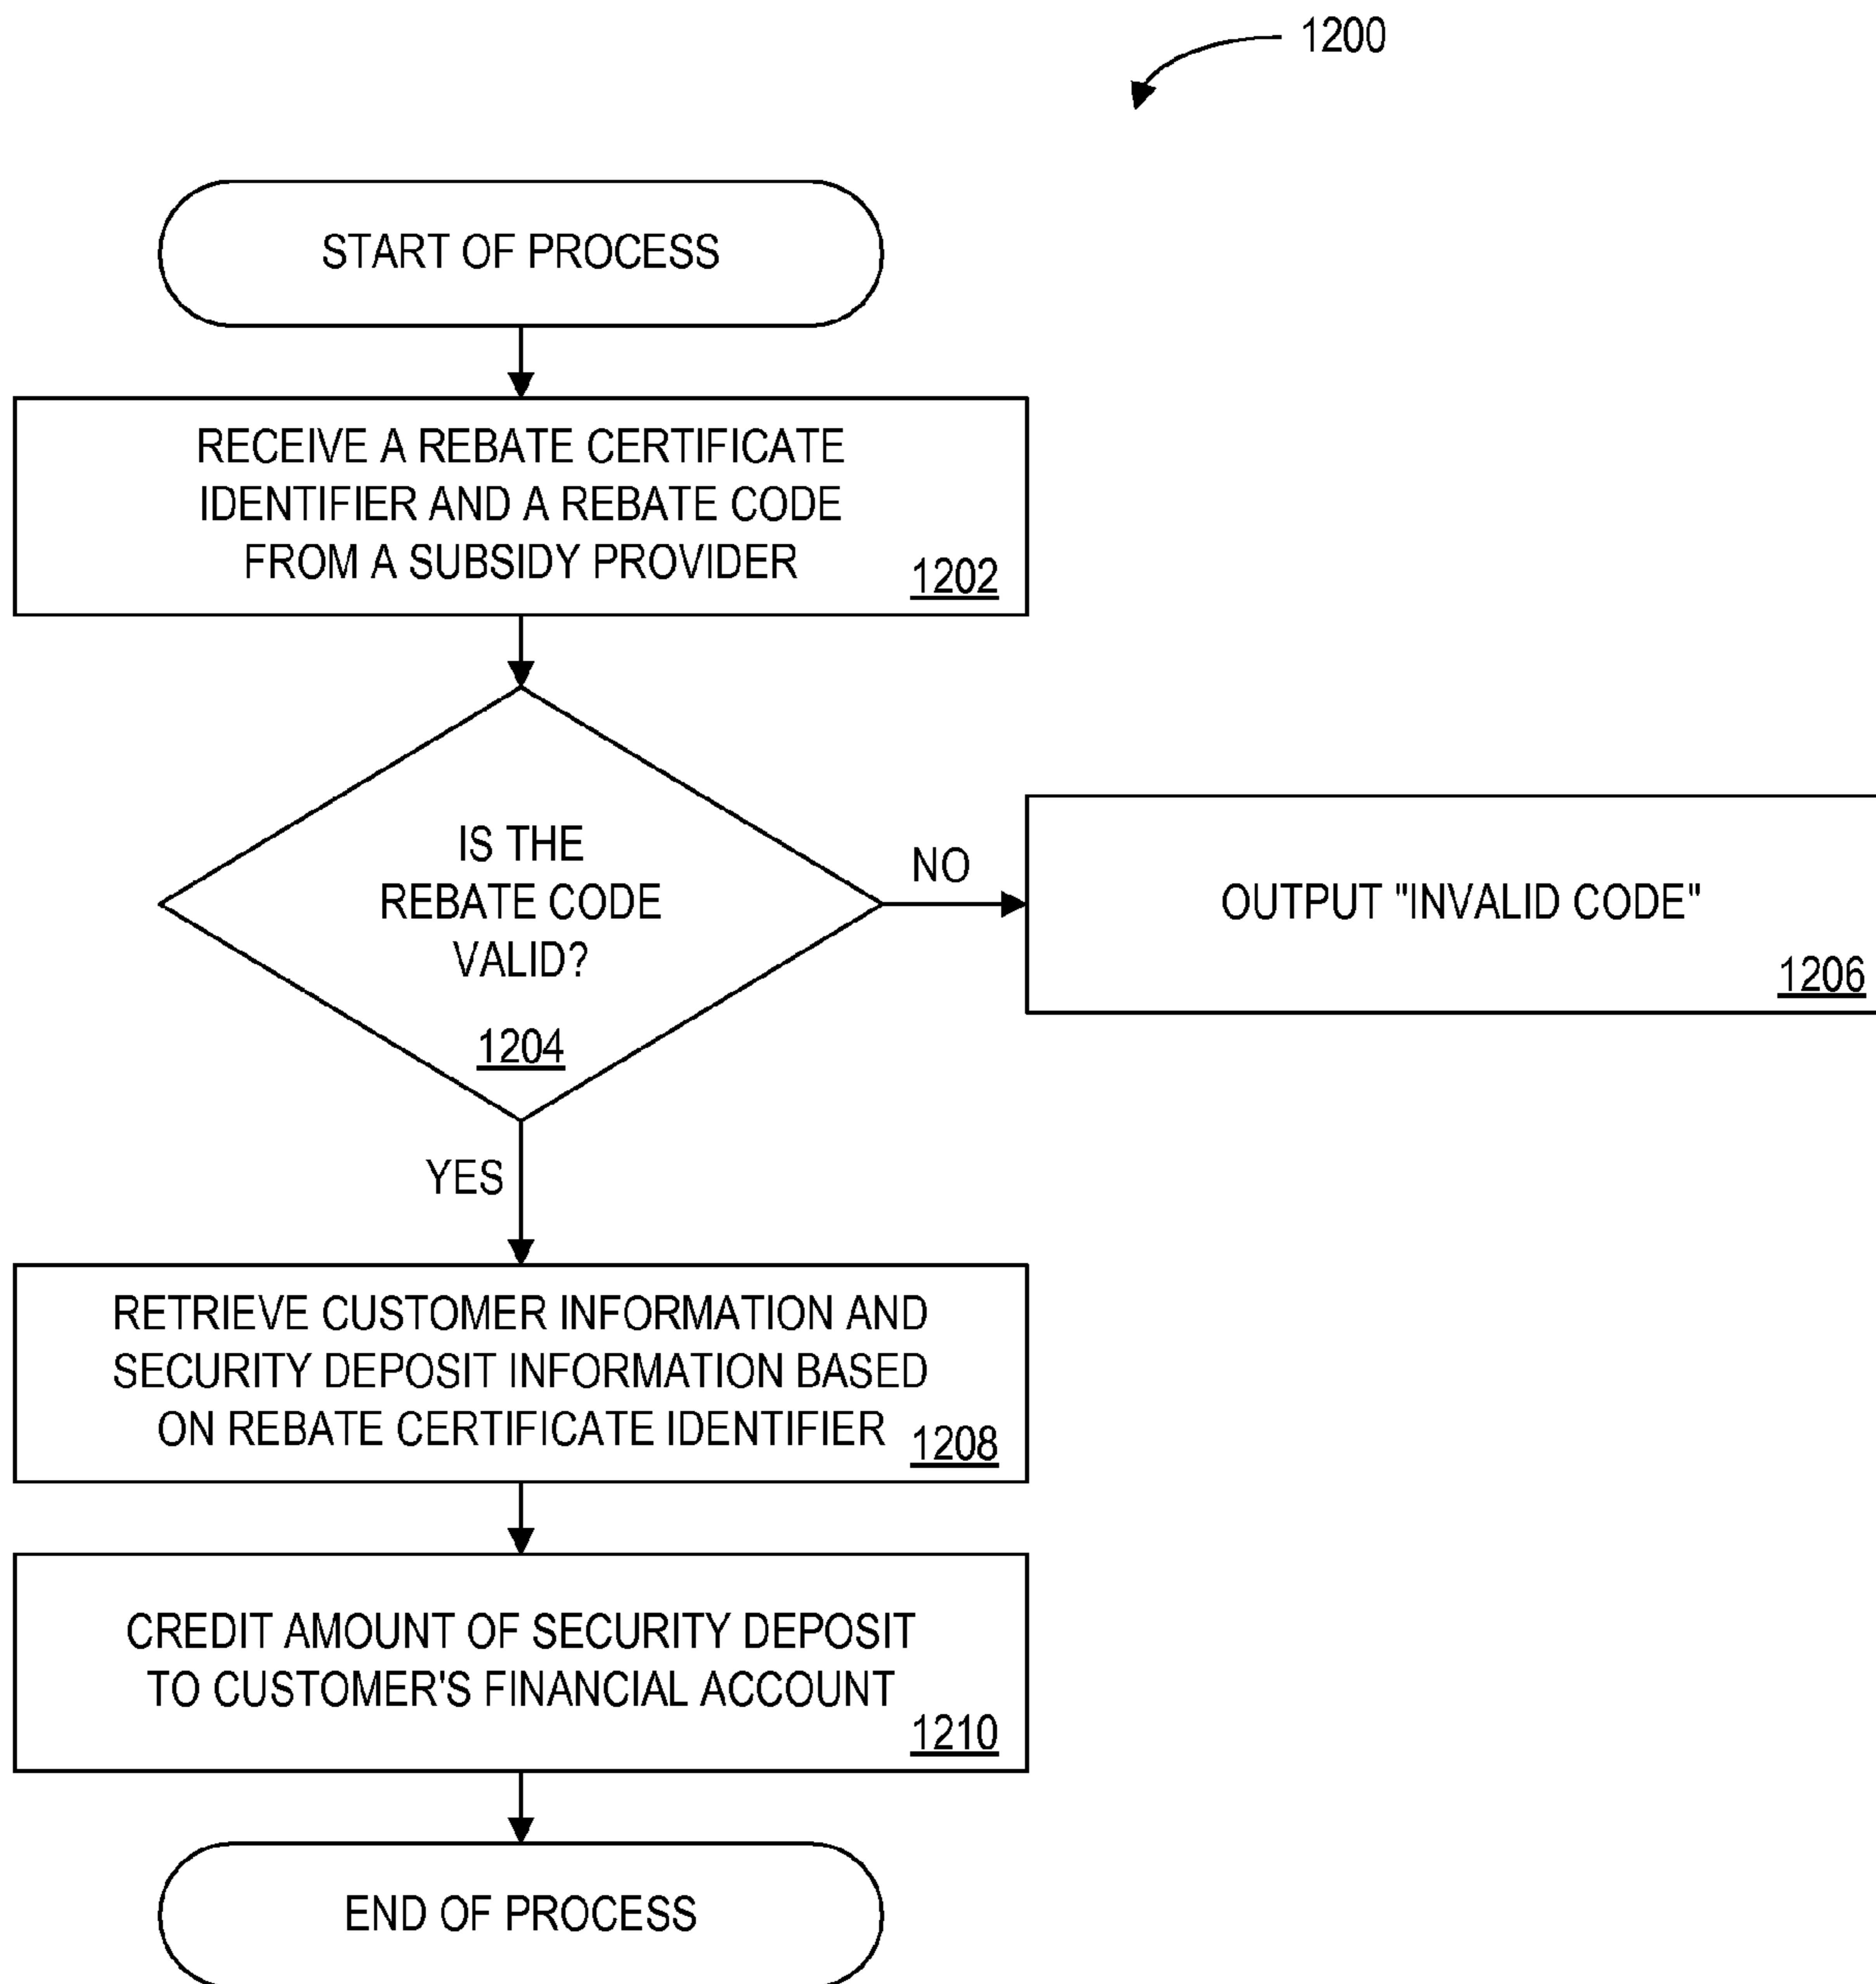 1200
START OF PROCESS
RECEIVE A REBATE CERTIFICATE
IDENTIFIER AND A REBATE CODE
FROM A SUBSIDY PROVIDER
1202
IS THE
REBATE CODE
VALID?
1204
NO
OUTPUT "INVALID CODE"
1206
YES
RETRIEVE CUSTOMER INFORMATION AND
SECURITY DEPOSIT INFORMATION BASED
ON REBATE CERTIFICATE IDENTIFIER
1208
CREDIT AMOUNT OF SECURITY DEPOSIT
TO CUSTOMER'S FINANCIAL ACCOUNT
1210
END OF PROCESS